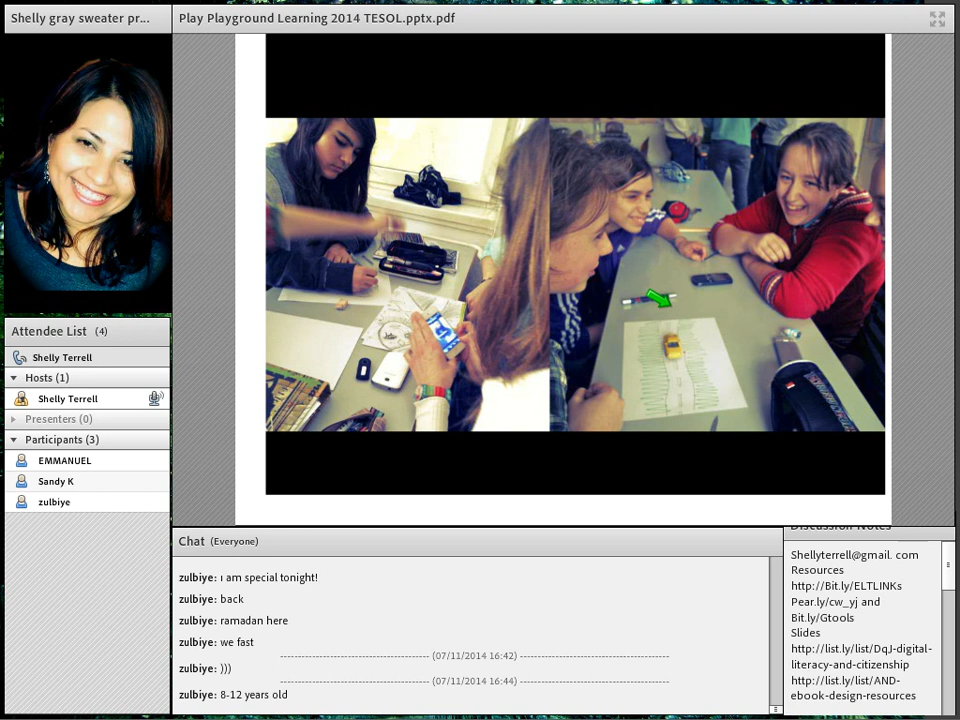 Shelly gray sweater pr...
Play Playground Learning 2014 TESOL.pptx.pdf
Attendee List (4)
Shelly Terrell
Hosts (1)
Shelly Terrell
Presenters (0)
Participants (3)
EMMANUEL
Sandy K
zulbiye
Chat (Everyone)
zulbiye: ı am special tonight!
zulbiye: back
zulbiye: ramadan here
zulbiye: we fast
(07/11/2014 16:42)
zulbiye: )))
(07/11/2014 16:44)
zulbiye: 8-12 years old
Discussion Notes
Shellyterrell@gmail. com
Resources
http://Bit.ly/ELTLINKs
Pear.ly/cw_yj and
Bit.ly/Gtools
Slides
http://list.ly/list/DqJ-digital-
literacy-and-citizenship
http://list.ly/list/AND-
ebook-design-resources